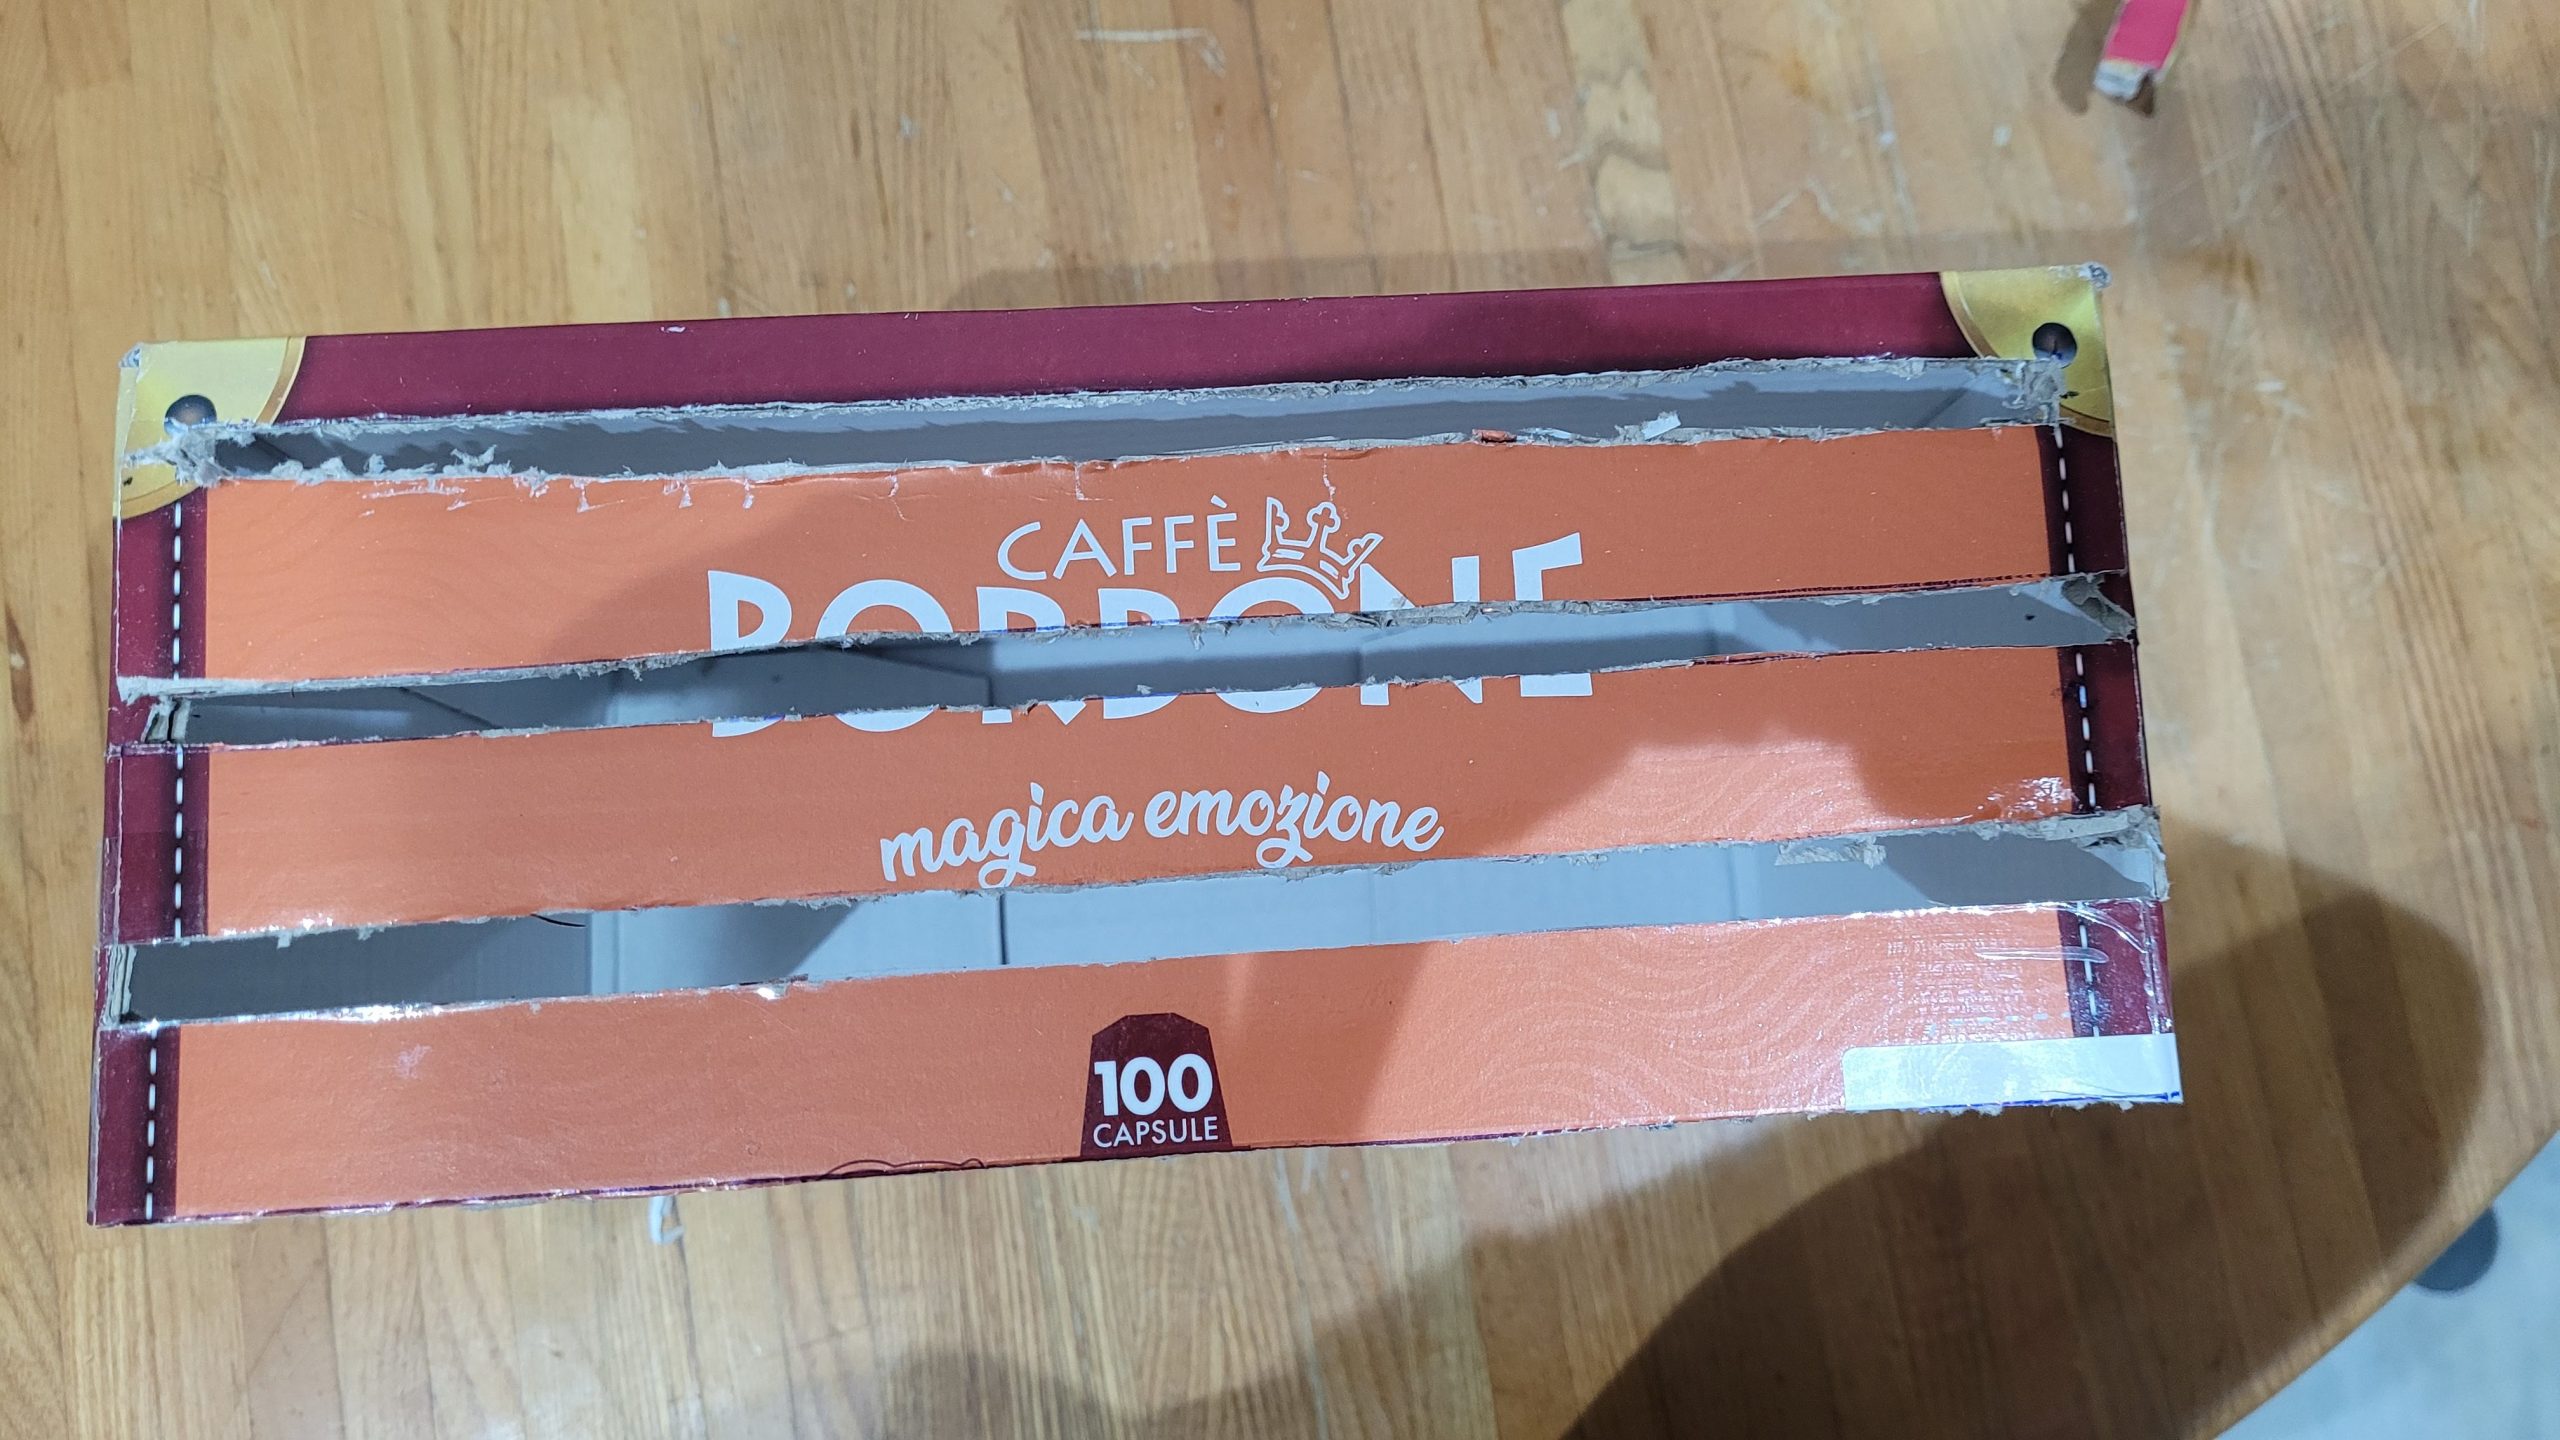 CAFFÈ
BORBONE
magica emozione
100
CAPSULE